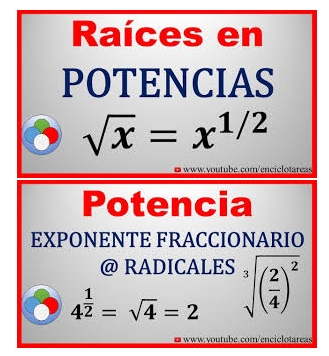 Raíces en
POTENCIAS
√x = x^1/2
www.youtube.com/enciclotareas
Potencia
EXPONENTE FRACCIONARIO
@ RADICALES ∛(2/4)²
4^1/2 = √4 = 2
www.youtube.com/enciclotareas